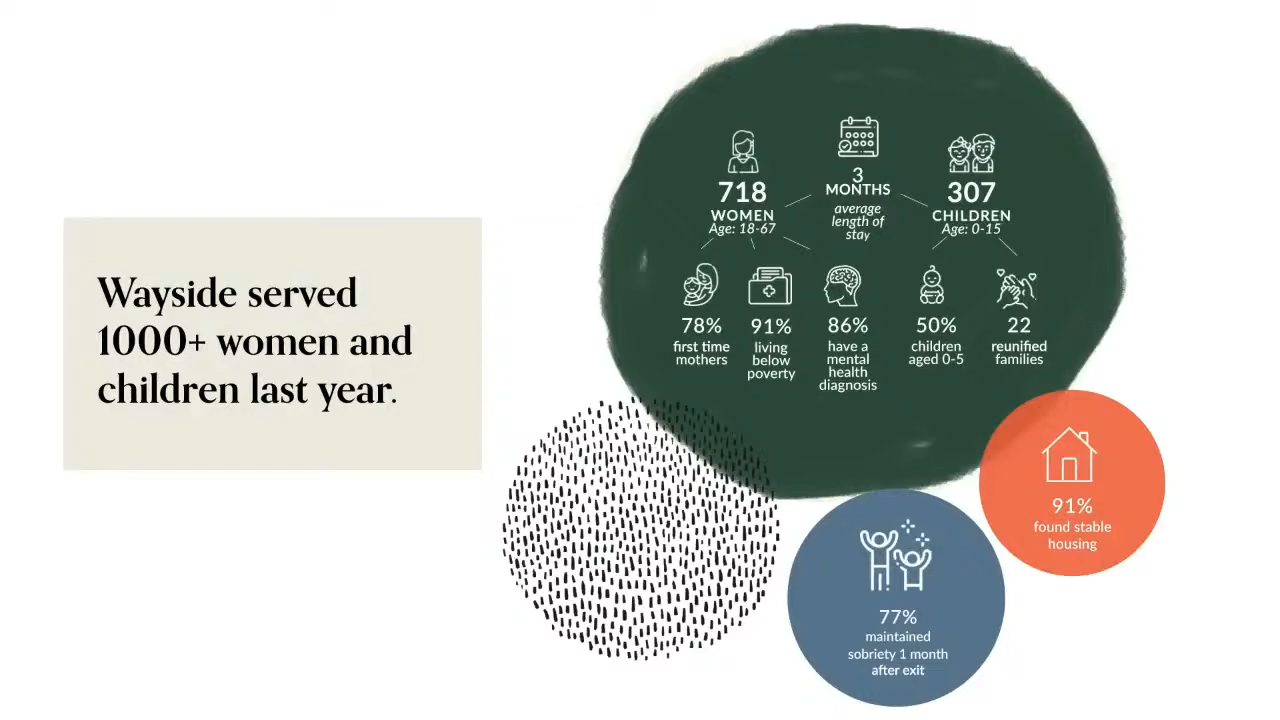 Wayside served
1000+ women and
children last year.
718
WOMEN
Age: 18-67
3
MONTHS
average
length of
stay
307
CHILDREN
Age: 0-15
78%
first time
mothers
91%
living
below
poverty
86%
have a
mental
health
diagnosis
50%
children
aged 0-5
22
reunified
families
91%
found stable
housing
77%
maintained
sobriety 1 month
after exit